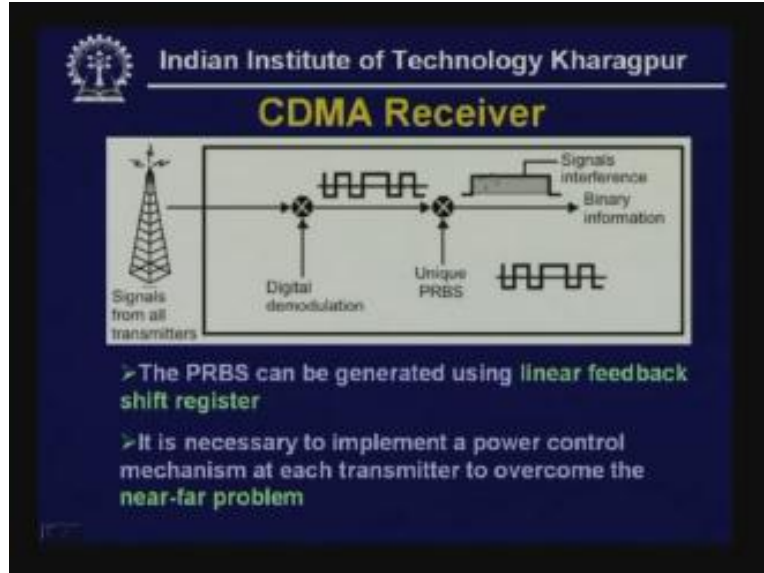 Indian Institute of Technology Kharagpur
CDMA Receiver
Signals
interference
Binary
information
Digital
demodulation
Unique
PRBS
Signals
from all
transmitters
➢The PRBS can be generated using linear feedback
shift register
➢It is necessary to implement a power control
mechanism at each transmitter to overcome the
near-far problem